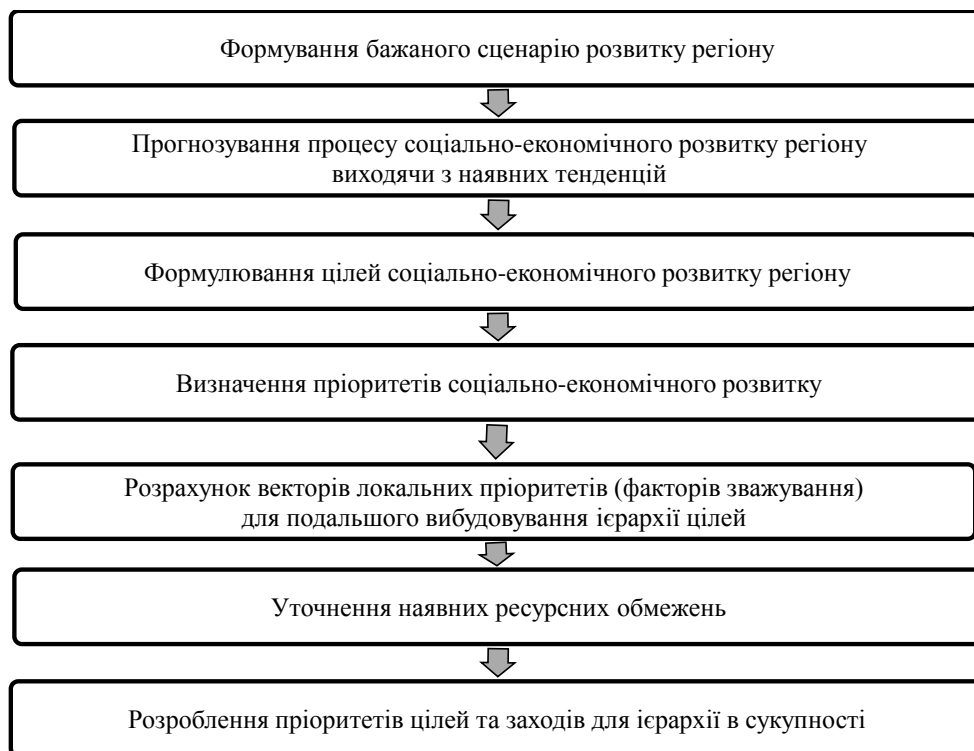 Формування бажаного сценарію розвитку регіону
Прогнозування процесу соціально-економічного розвитку регіону
виходячи з наявних тенденцій
Формулювання цілей соціально-економічного розвитку регіону
Визначення пріоритетів соціально-економічного розвитку
Розрахунок векторів локальних пріоритетів (факторів зважування)
для подальшого вибудовування ієрархії цілей
Уточнення наявних ресурсних обмежень
Розроблення пріоритетів цілей та заходів для ієрархії в сукупності